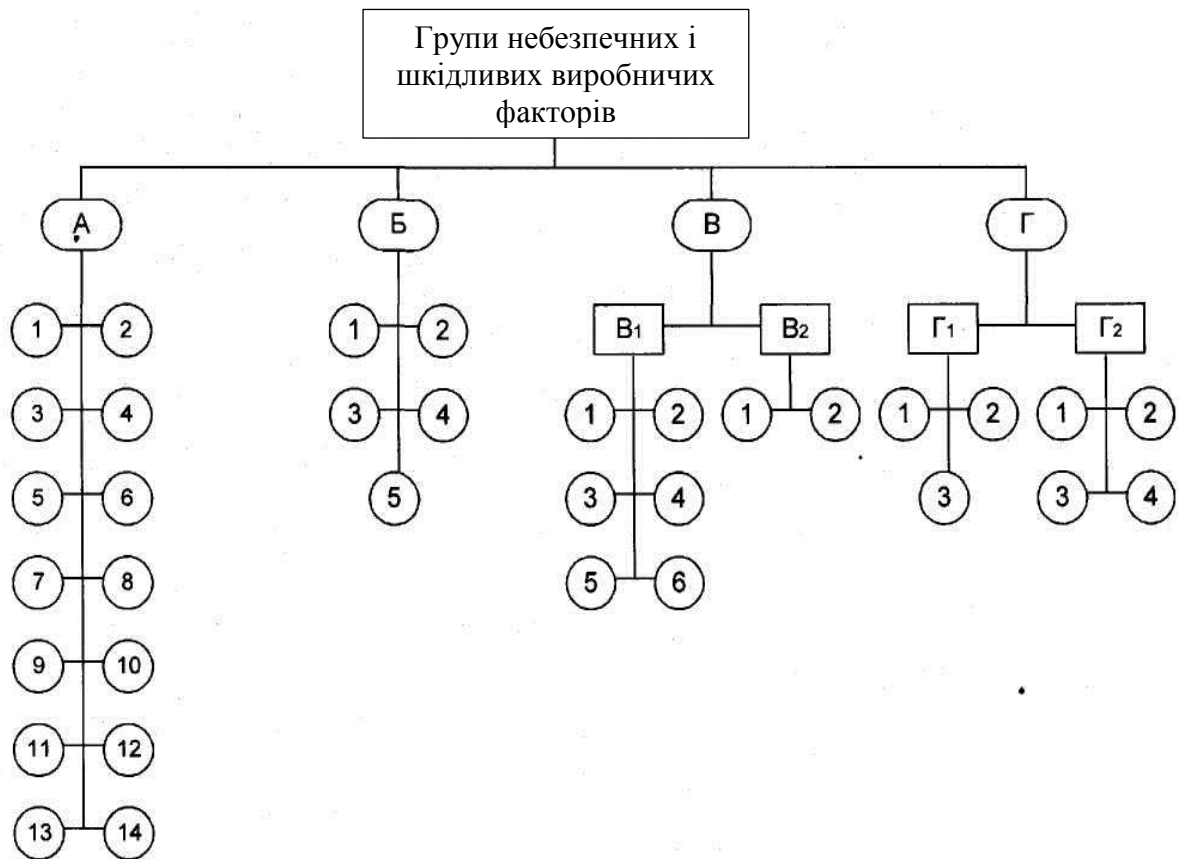 Групи небезпечних і
шкідливих виробничих
факторів
А Б В Г
1 2 1 2 В1 В2 Г1 Г2
3 4 3 4 1 2 1 2 1 2 1 2
5 6 5 3 4 3 3 4
7 8 5 6
9 10
11 12
13 14